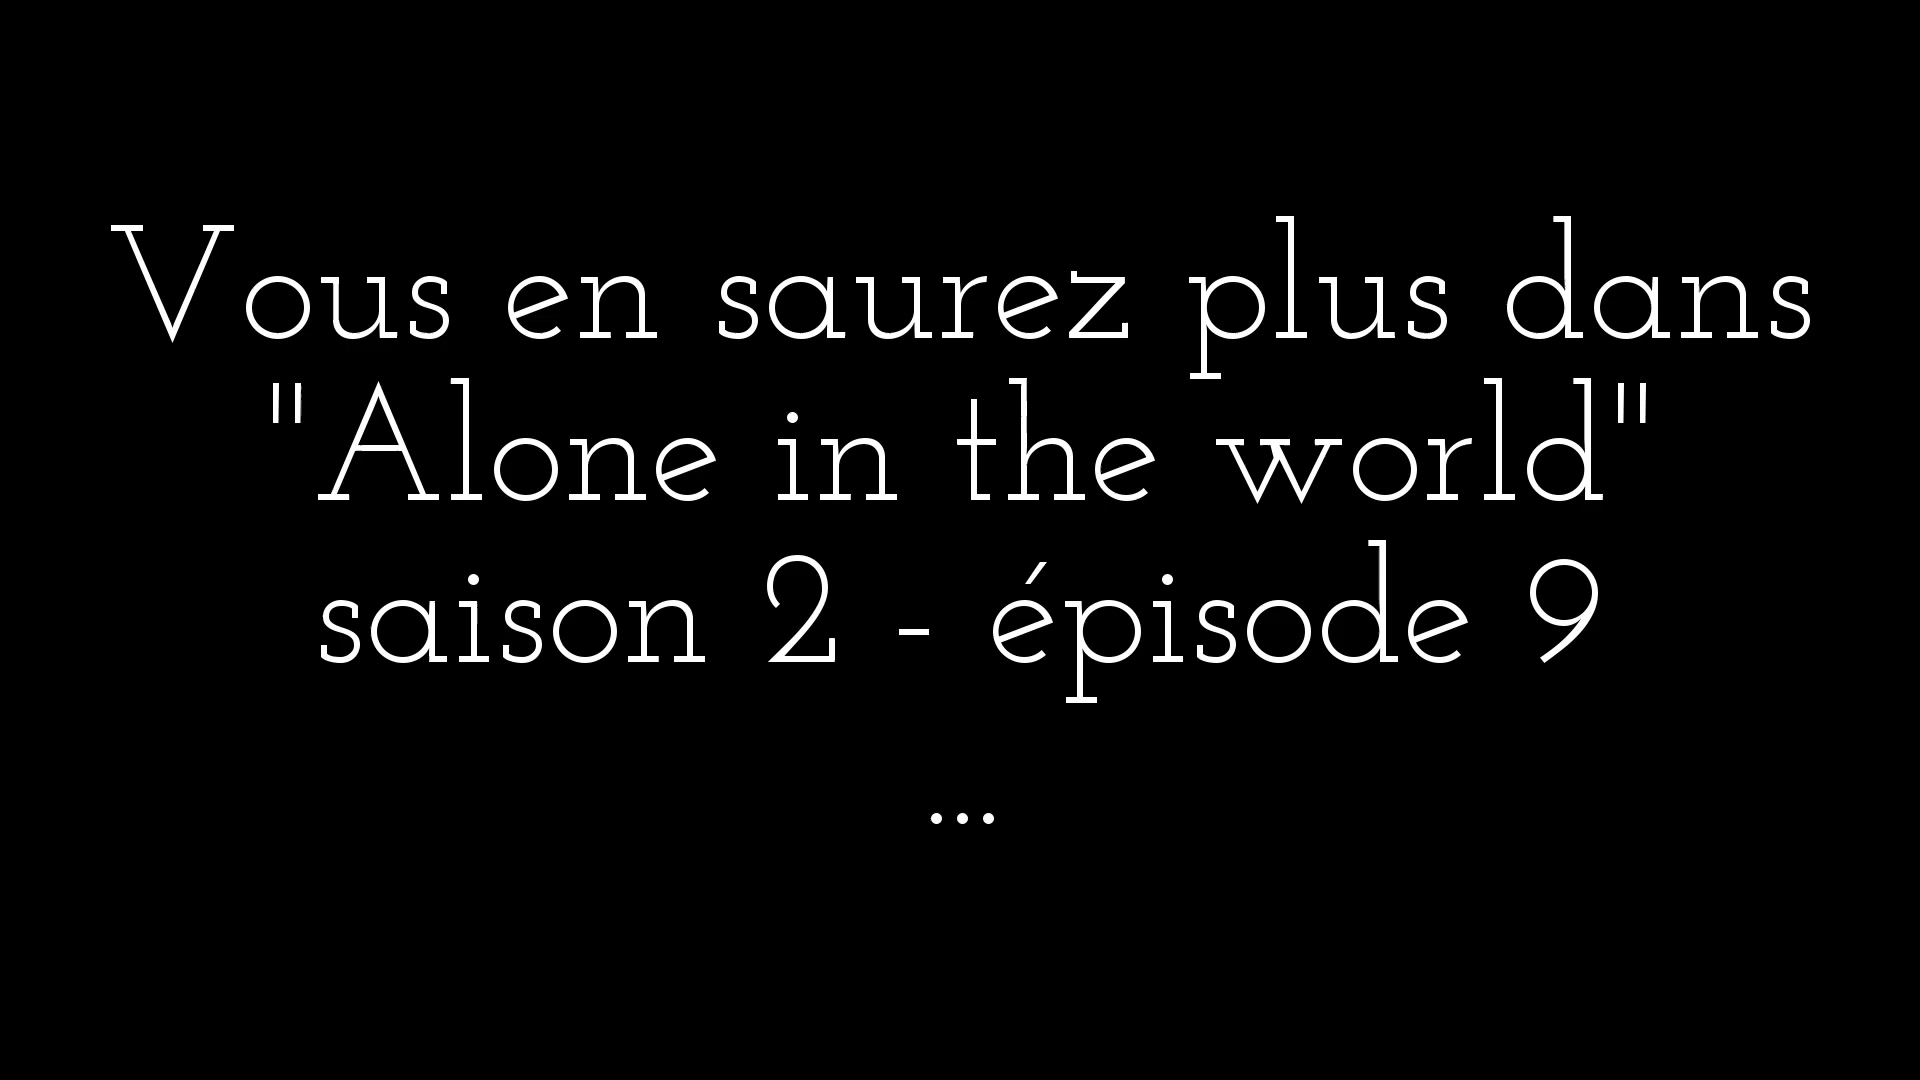 Vous en saurez plus dans
"Alone in the world"
saison 2 - épisode 9
...